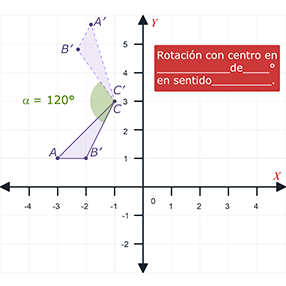 Y
A′
B′
5
4
C′
α = 120°
3
C
2
A
B′
1
X
-4
-3
-2
-1
0
1
2
3
4
-1
-2
Rotación con centro en
____________de____°
en sentido__________.